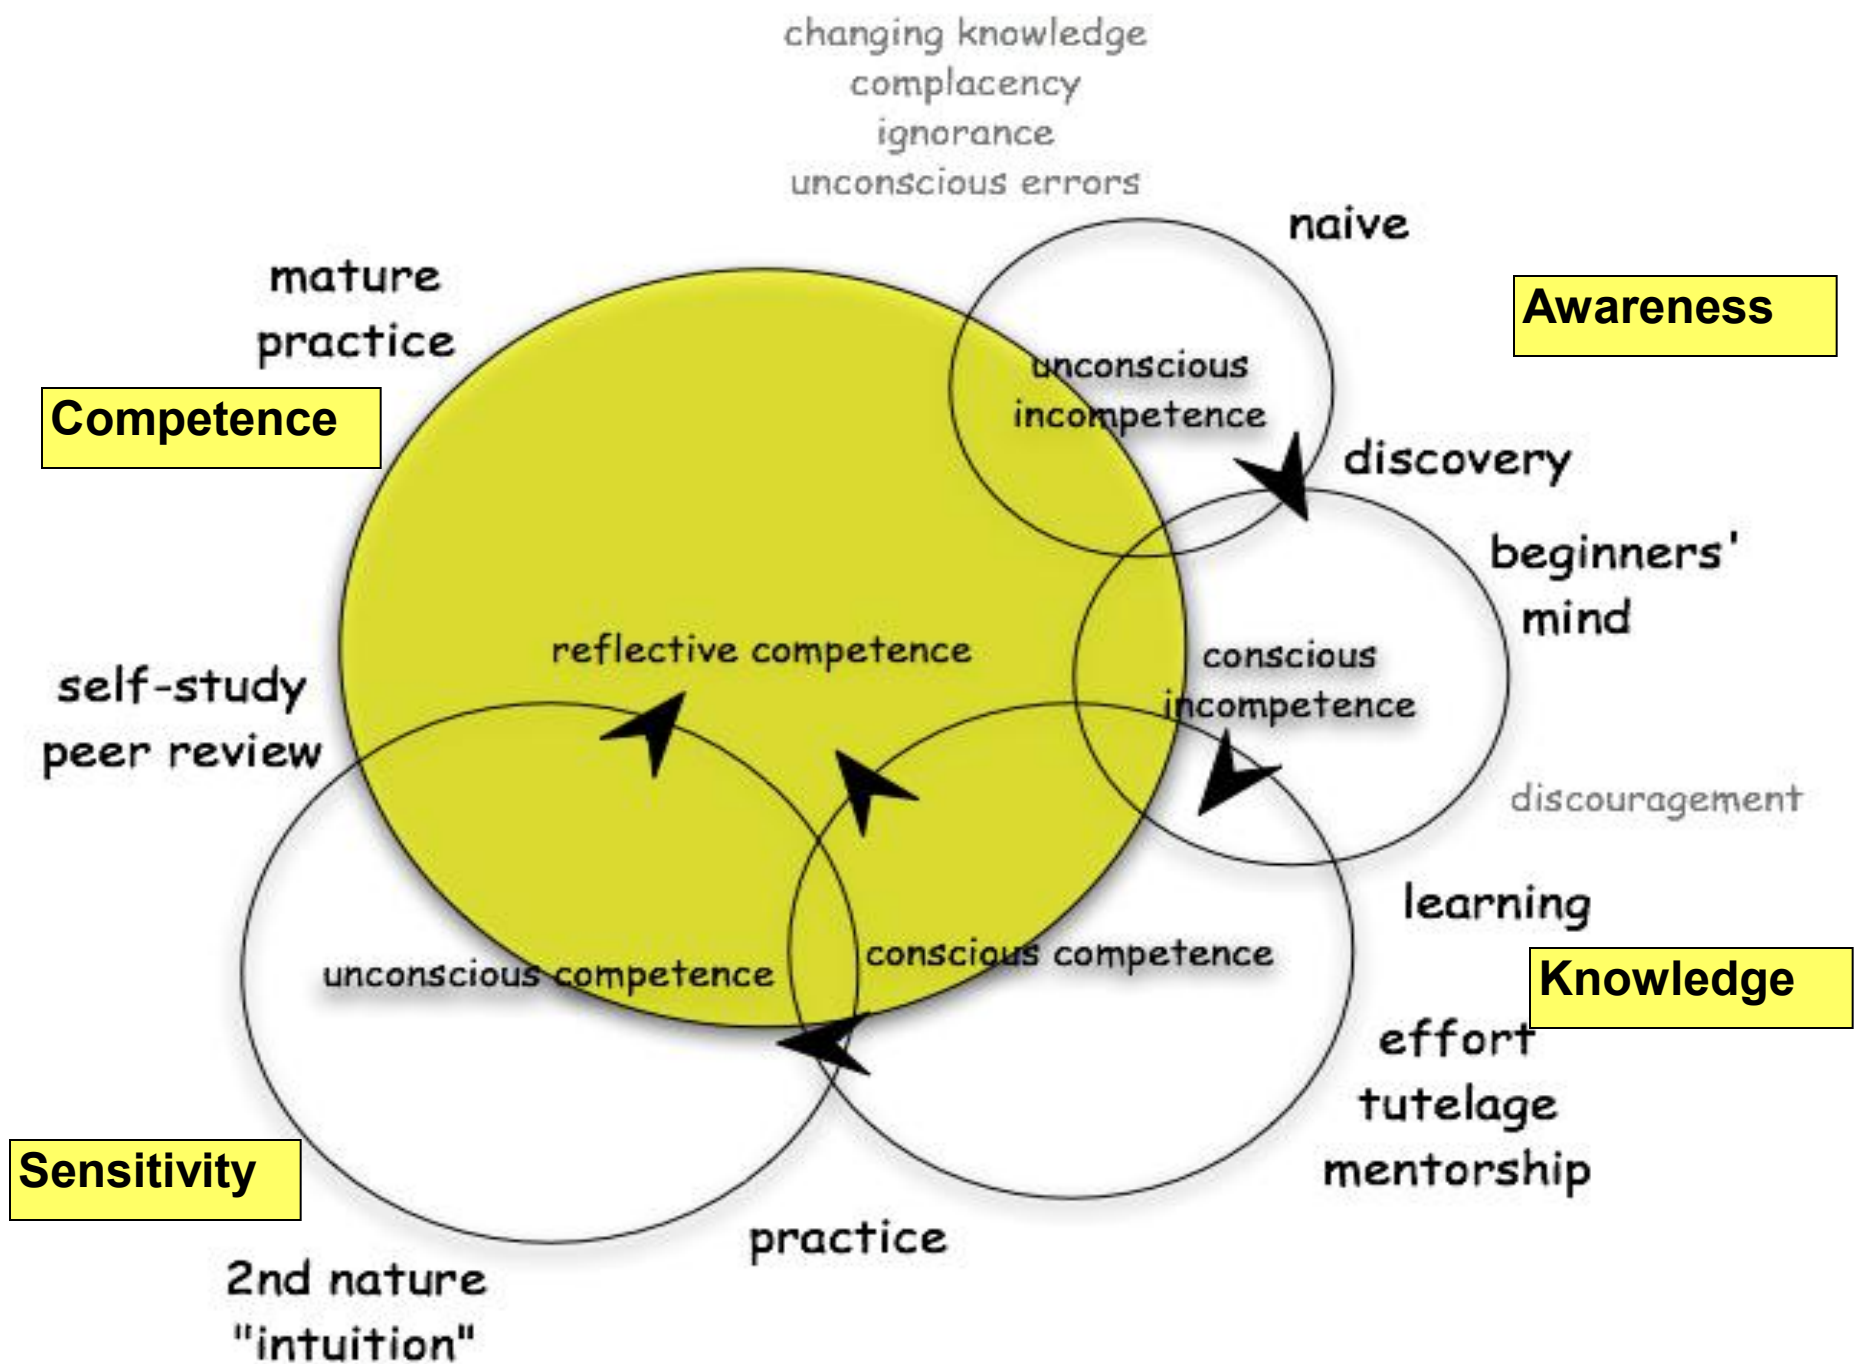 changing knowledge
complacency
ignorance
unconscious errors
naive
mature
practice
Awareness
Competence
unconscious
incompetence
discovery
beginners'
mind
reflective competence
conscious
incompetence
self-study
peer review
discouragement
learning
unconscious competence
conscious competence
Knowledge
effort
tutelage
mentorship
Sensitivity
practice
2nd nature
"intuition"